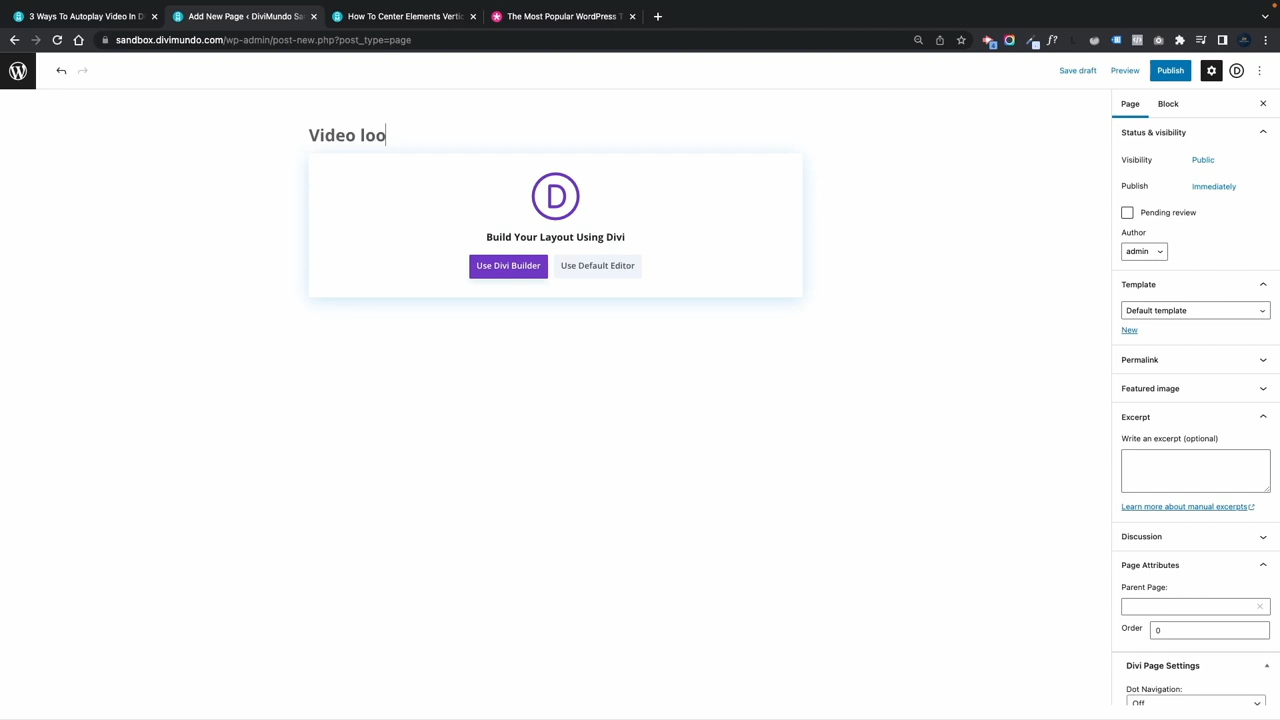 3 Ways To Autoplay Video In D
Add New Page ‹ DiviMundo Sa
How To Center Elements Vertic
The Most Popular WordPress T
sandbox.divimundo.com/wp-admin/post-new.php?post_type=page
Save draft
Preview
Publish
Video loo
Build Your Layout Using Divi
Use Divi Builder
Use Default Editor
Page
Block
Status & visibility
Visibility
Public
Publish
Immediately
Pending review
Author
admin
Template
Default template
New
Permalink
Featured image
Excerpt
Write an excerpt (optional)
Learn more about manual excerpts
Discussion
Page Attributes
Parent Page:
Order
0
Divi Page Settings
Dot Navigation:
Off